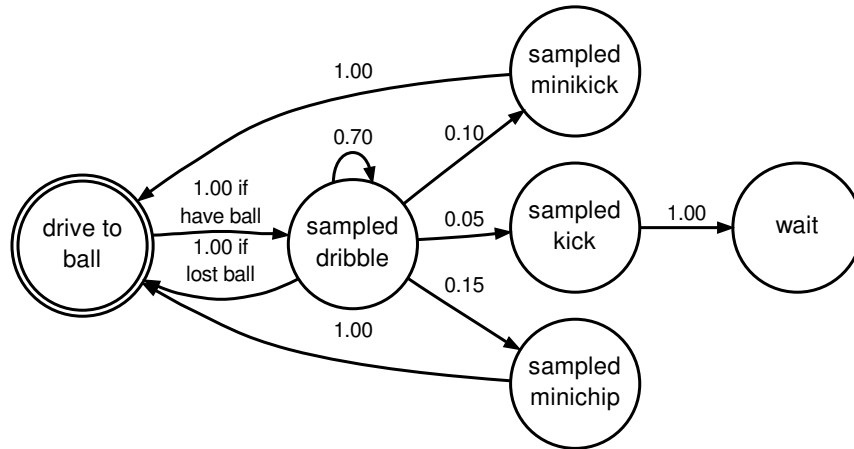 sampled
minikick
1.00
0.10
0.70
1.00 if
have ball
drive to
ball
1.00 if
lost ball
sampled
dribble
0.05
sampled
kick
1.00
wait
0.15
1.00
sampled
minichip